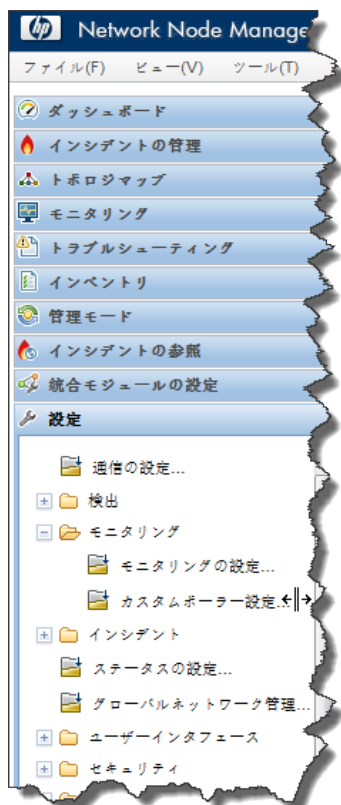 hp Network Node Manage
ファイル(F) ビュー(V) ツール(T)
ダッシュボード
インシデントの管理
トポロジマップ
モニタリング
トラブルシューティング
インベントリ
管理モード
インシデントの参照
統合モジュールの設定
設定
通信の設定...
検出
モニタリング
モニタリングの設定...
カスタムポーラー設定...
インシデント
ステータスの設定...
グローバルネットワーク管理...
ユーザーインタフェース
セキュリティ